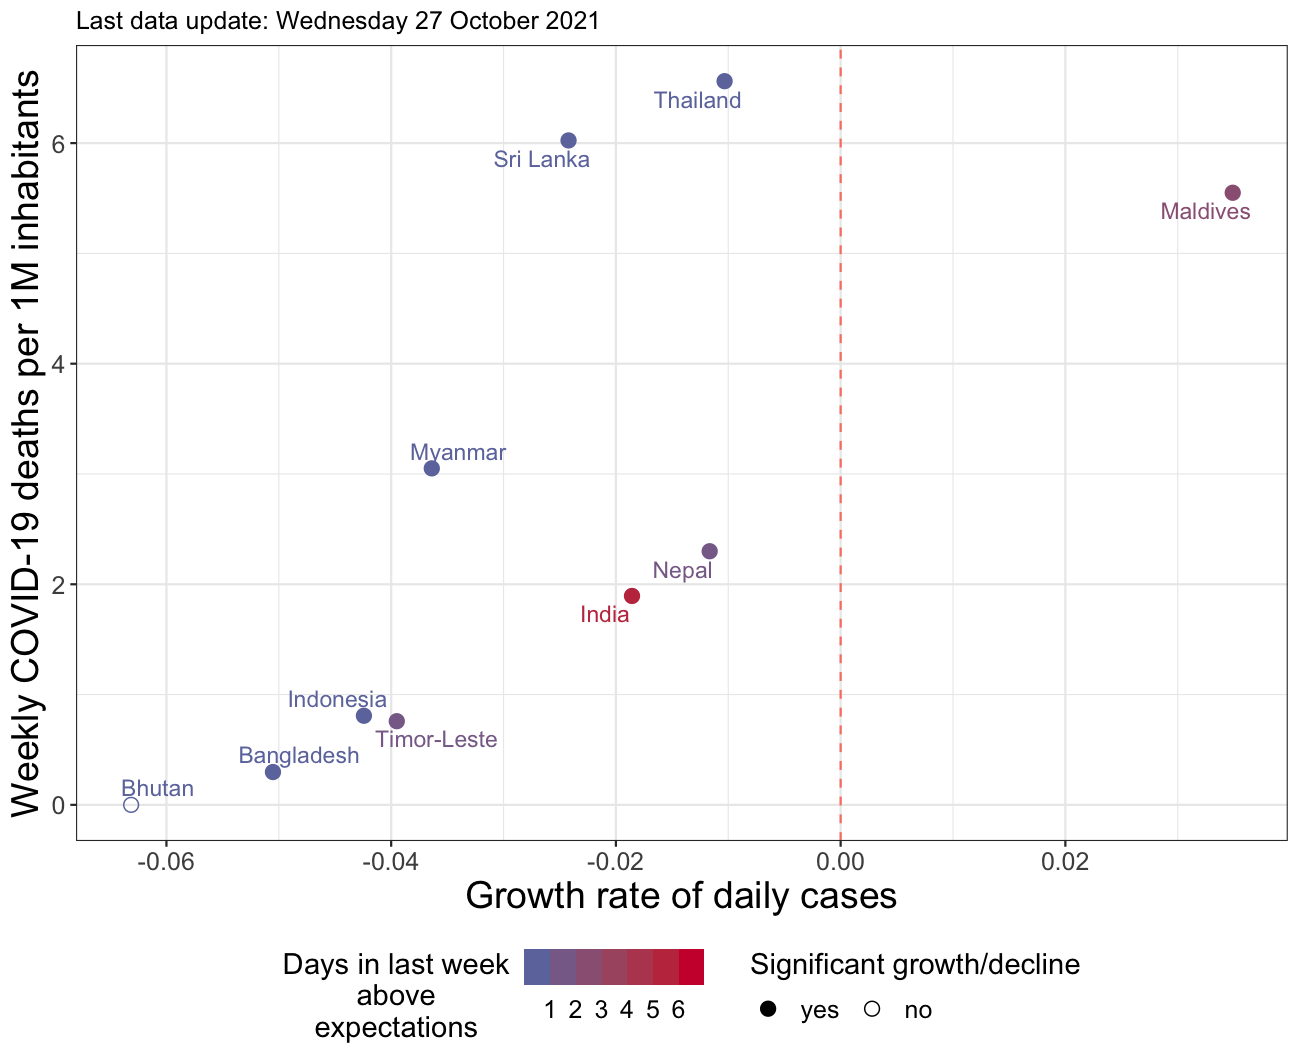 Last data update: Wednesday 27 October 2021
Weekly COVID-19 deaths per 1M inhabitants
6
4
2
0
Thailand
Sri Lanka
Maldives
Myanmar
Nepal
India
Indonesia
Timor-Leste
Bangladesh
Bhutan
-0.06 -0.04 -0.02 0.00 0.02
Growth rate of daily cases
Days in last week
above
expectations
1 2 3 4 5 6
Significant growth/decline
yes no